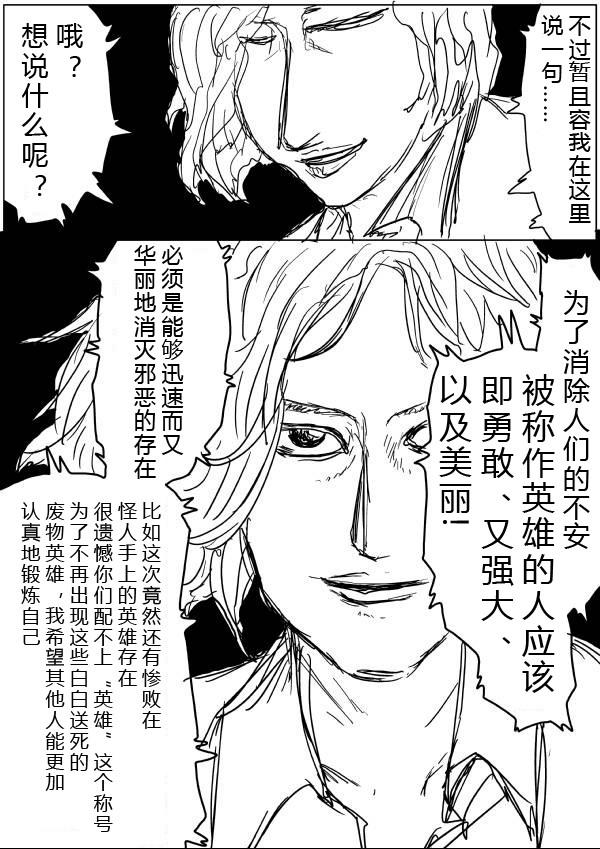 不过暂且容我在这里
说一句……
哦？
想说什么呢？
为了消除人们的不安
被称作英雄的人应该
即勇敢、又强大、
以及美丽!
必须是能够迅速而又
华丽地消灭邪恶的存在
比如这次竟然还有惨败在
怪人手上的英雄存在
很遗憾你们配不上“英雄”这个称号
为了不再出现这些白白送死的
废物英雄,我希望其他人能更加
认真地锻炼自己